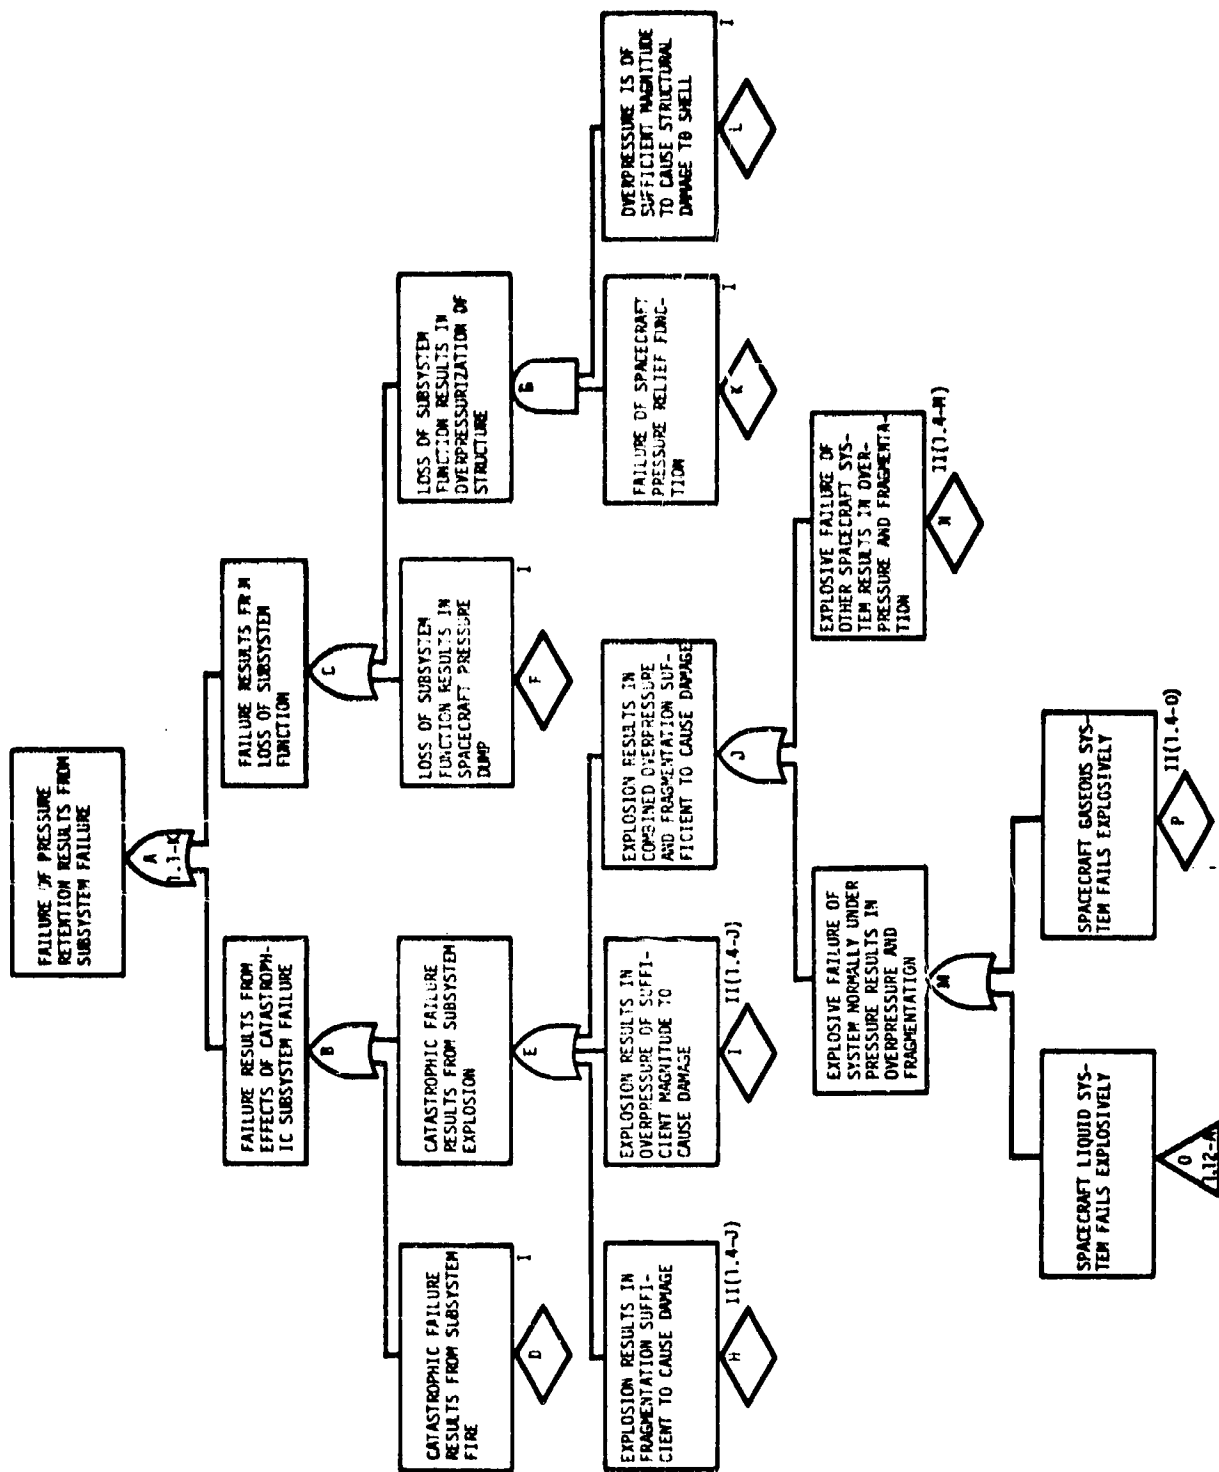 FAILURE OF PRESSURE
RETENTION RESULTS FROM
SUBSYSTEM FAILURE
A
1.1-K
FAILURE RESULTS FROM
EFFECTS OF CATASTROPH-
IC SUBSYSTEM FAILURE
B
FAILURE RESULTS FROM
LOSS OF SUBSYSTEM
FUNCTION
C
CATASTROPHIC FAILURE
RESULTS FROM SUBSYSTEM
FIRE
I
D
CATASTROPHIC FAILURE
RESULTS FROM SUBSYSTEM
EXPLOSION
E
LOSS OF SUBSYSTEM
FUNCTION RESULTS IN
SPACECRAFT PRESSURE
DUMP
I
F
LOSS OF SUBSYSTEM
FUNCTION RESULTS IN
OVERPRESSURIZATION OF
STRUCTURE
G
EXPLOSION RESULTS IN
FRAGMENTATION SUFFI-
CIENT TO CAUSE DAMAGE
II(1.4-J)
H
EXPLOSION RESULTS IN
OVERPRESSURE OF SUFFI-
CIENT MAGNITUDE TO
CAUSE DAMAGE
II(1.4-J)
I
EXPLOSION RESULTS IN
COMBINED OVERPRESSURE
AND FRAGMENTATION SUF-
FICIENT TO CAUSE DAMAGE
J
FAILURE OF SPACECRAFT
PRESSURE RELIEF FUNC-
TION
I
K
OVERPRESSURE IS OF
SUFFICIENT MAGNITUDE
TO CAUSE STRUCTURAL
DAMAGE TO SHELL
I
L
EXPLOSIVE FAILURE OF
SYSTEM NORMALLY UNDER
PRESSURE RESULTS IN
OVERPRESSURE AND
FRAGMENTATION
M
EXPLOSIVE FAILURE OF
OTHER SPACECRAFT SYS-
TEM RESULTS IN OVER-
PRESSURE AND FRAGMENTA-
TION
II(1.4-M)
N
SPACECRAFT LIQUID SYS-
TEM FAILS EXPLOSIVELY
O
1.12-A
SPACECRAFT GASEOUS SYS-
TEM FAILS EXPLOSIVELY
II(1.4-O)
P